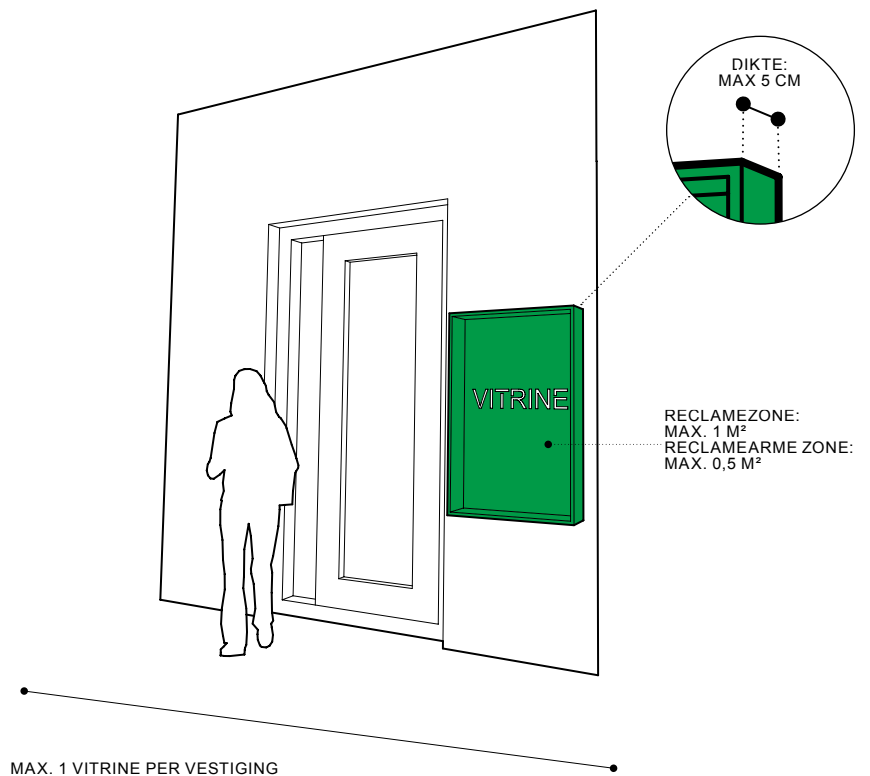 DIKTE:
MAX 5 CM
VITRINE
RECLAMEZONE:
MAX. 1 M²
RECLAMEARME ZONE:
MAX. 0,5 M²
MAX. 1 VITRINE PER VESTIGING